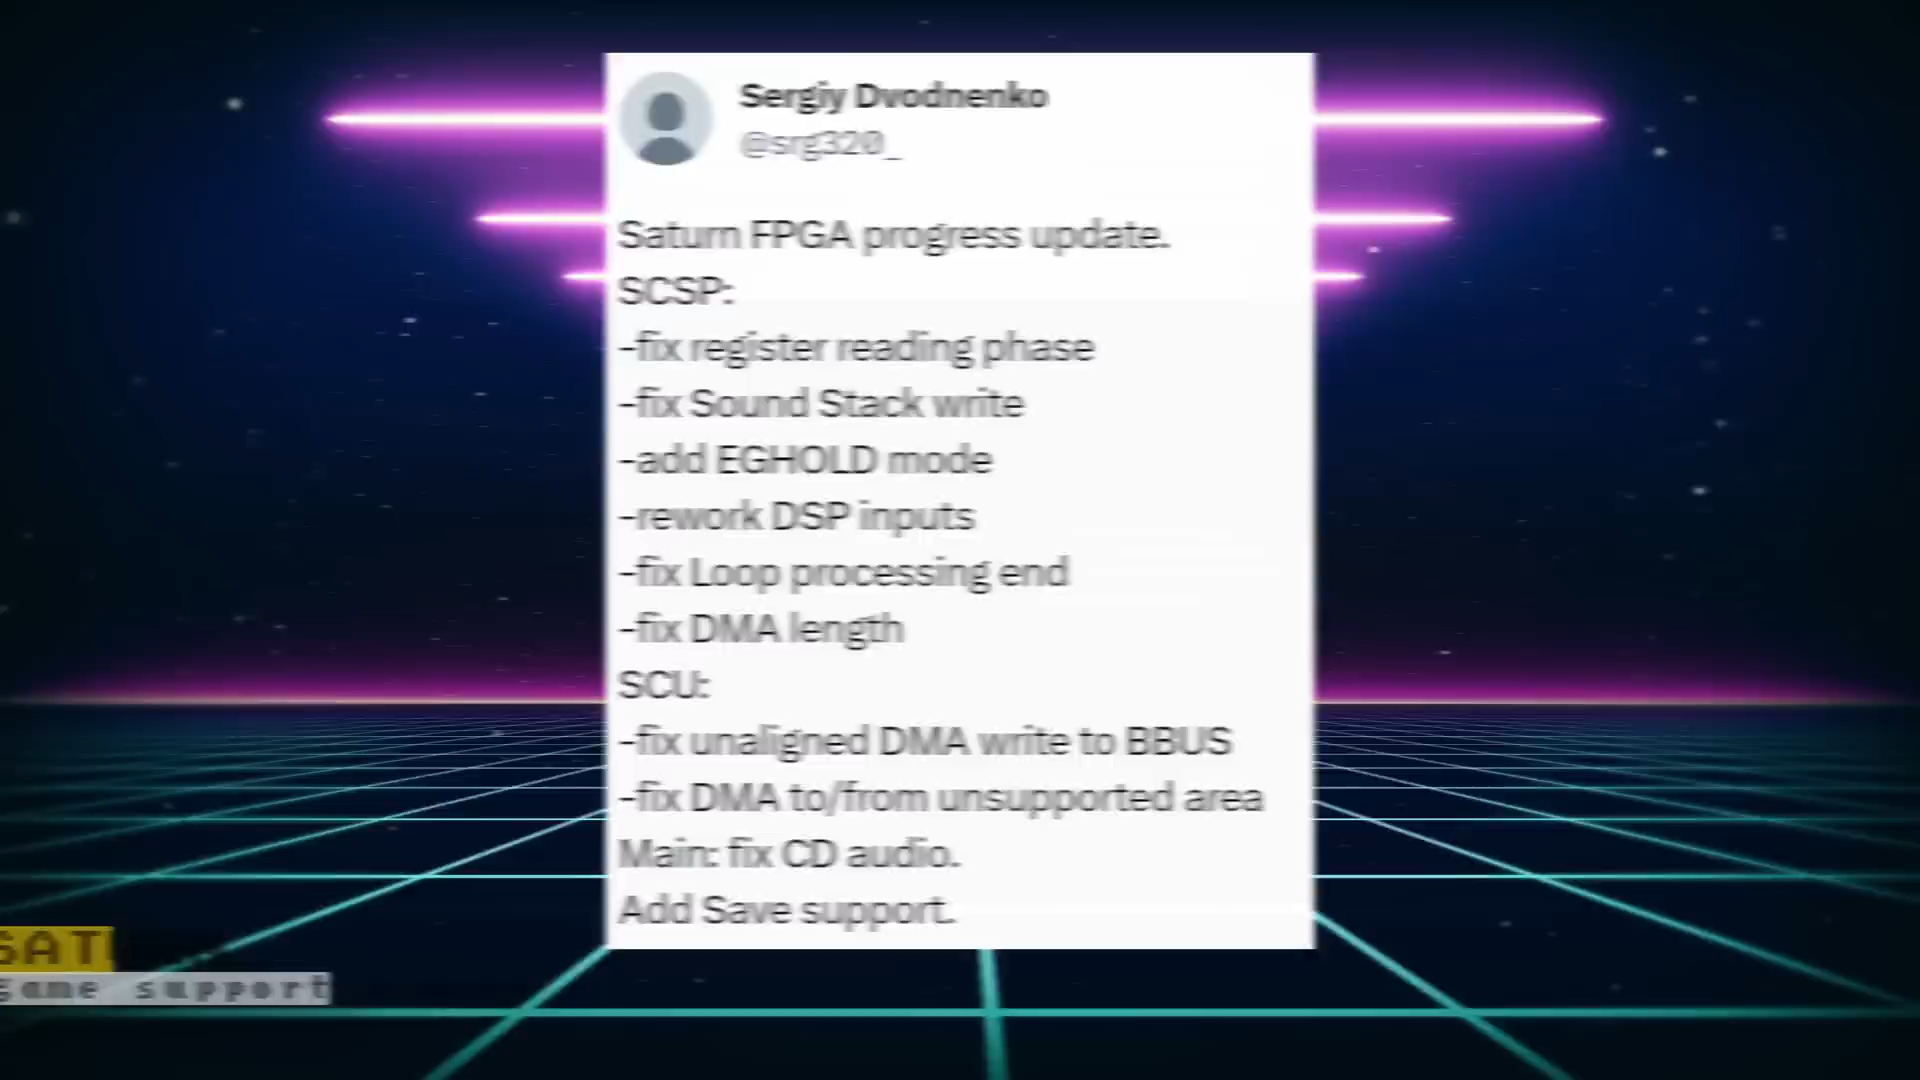 Sergiy Dvodnenko
@srg320_
Saturn FPGA progress update.
SCSP:
-fix register reading phase
-fix Sound Stack write
-add EGHOLD mode
-rework DSP inputs
-fix Loop processing end
-fix DMA length
SCU:
-fix unaligned DMA write to BBUS
-fix DMA to/from unsupported area
Main: fix CD audio.
Add Save support.
SAT
game support